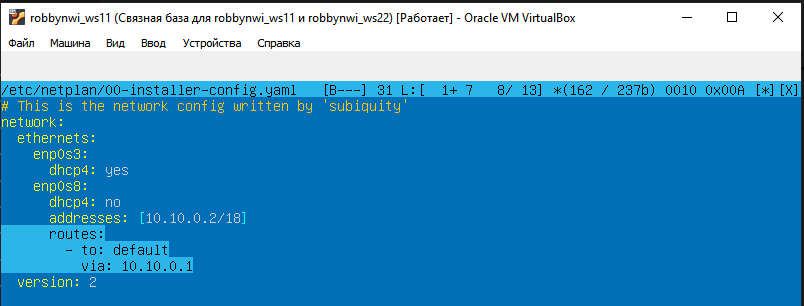 robbynwi_ws11 (Связная база для robbynwi_ws11 и robbynwi_ws22) [Работает] - Oracle VM VirtualBox
Файл Машина Вид Ввод Устройства Справка
/etc/netplan/00-installer-config.yaml [B---] 31 L:[ 1+ 7 8/ 13] *(162 / 237b) 0010 0x00A [*][X]
# This is the network config written by 'subiquity'
network:
  ethernets:
    enp0s3:
      dhcp4: yes
    enp0s8:
      dhcp4: no
      addresses: [10.10.0.2/18]
      routes:
        - to: default
          via: 10.10.0.1
  version: 2